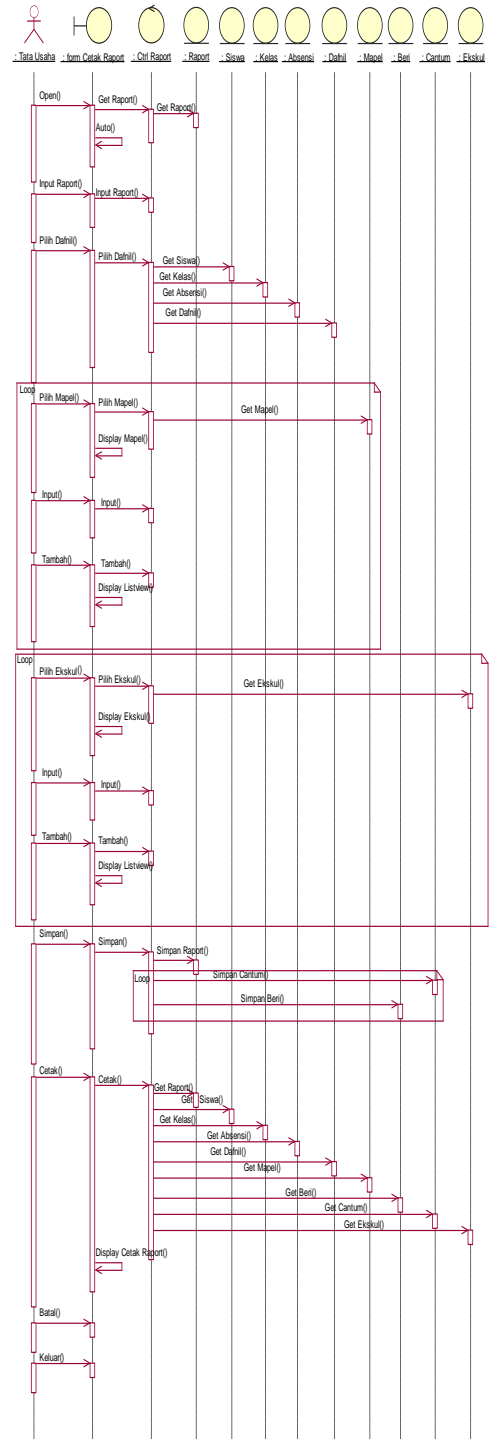 : Tata Usaha : form Cetak Raport : Ctrl Raport : Raport : Siswa : Kelas : Absensi : Dafnil : Mapel : Beri : Cantum : Ekskul
Open()
Get Raport()
Get Raport()
Auto()
Input Raport()
Input Raport()
Pilih Dafnil()
Pilih Dafnil()
Get Siswa()
Get Kelas()
Get Absensi()
Get Dafnil()
Loop
Pilih Mapel()
Pilih Mapel()
Get Mapel()
Display Mapel()
Input()
Input()
Tambah()
Tambah()
Display Listview()
Loop
Pilih Ekskul()
Pilih Ekskul()
Get Ekskul()
Display Ekskul()
Input()
Input()
Tambah()
Tambah()
Display Listview()
Simpan()
Simpan()
Simpan Raport()
Loop
Simpan Cantum()
Simpan Beri()
Cetak()
Cetak()
Get Raport()
Get Siswa()
Get Kelas()
Get Absensi()
Get Dafnil()
Get Mapel()
Get Beri()
Get Cantum()
Get Ekskul()
Display Cetak Raport()
Batal()
Keluar()